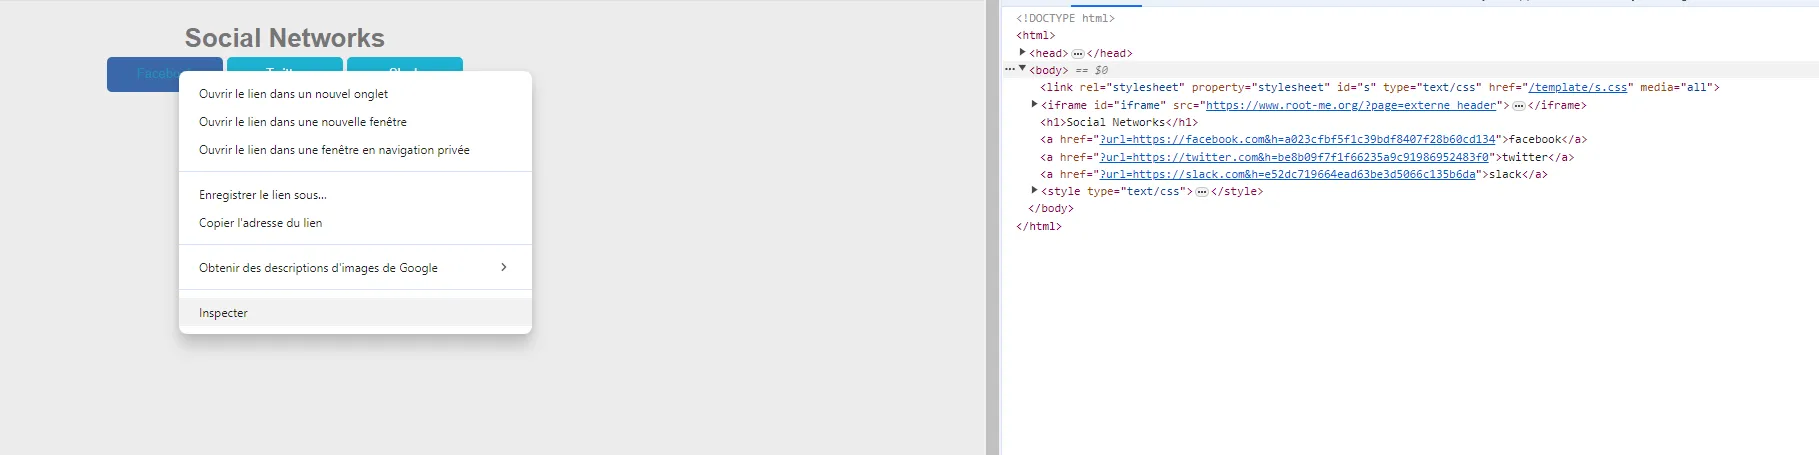 Social Networks
Ouvrir le lien dans un nouvel onglet
Ouvrir le lien dans une nouvelle fenêtre
Ouvrir le lien dans une fenêtre en navigation privée
Enregistrer le lien sous...
Copier l'adresse du lien
Obtenir des descriptions d'images de Google
Inspecter
<!DOCTYPE html>
<html>
<head> ••• </head>
••• <body> == $0
<link rel="stylesheet" property="stylesheet" id="s" type="text/css" href="/template/s.css" media="all">
<iframe id="iframe" src="https://www.root-me.org/?page=externe_header"> ••• </iframe>
<h1>Social Networks</h1>
<a href="?url=https://facebook.com&h=a023cfbf5f1c39bdf8407f28b60cd134">facebook</a>
<a href="?url=https://twitter.com&h=be8b09f7f1f66235a9c91986952483f0">twitter</a>
<a href="?url=https://slack.com&h=e52dc719664ead63be3d5066c135b6da">slack</a>
<style type="text/css"> ••• </style>
</body>
</html>